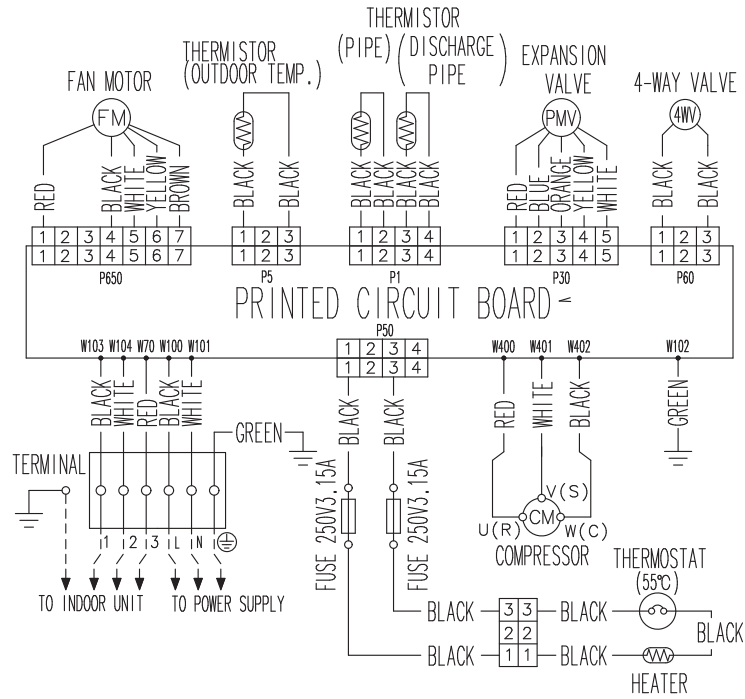 THERMISTOR
(PIPE) (DISCHARGE PIPE)
THERMISTOR
(OUTDOOR TEMP.)
EXPANSION
VALVE
4-WAY VALVE
FAN MOTOR
FM
PMV
4WV
RED BLACK WHITE YELLOW BROWN
BLACK BLACK
BLACK BLACK BLACK BLACK
RED BLUE ORANGE YELLOW WHITE
BLACK BLACK
1 2 3 4 5 6 7
1 2 3 4 5 6 7
P650
1 2 3
1 2 3
P5
1 2 3 4
1 2 3 4
P1
1 2 3 4 5
1 2 3 4 5
P30
1 2 3
1 2 3
P60
PRINTED CIRCUIT BOARD
P50
1 2 3 4
1 2 3 4
W103 W104 W70 W100 W101
W400 W401 W402
W102
BLACK WHITE RED BLACK WHITE
GREEN
BLACK BLACK
RED WHITE BLACK
GREEN
TERMINAL
FUSE 250V3.15A
FUSE 250V3.15A
V(S)
CM
U(R) W(C)
COMPRESSOR
1 2 3 L N
TO INDOOR UNIT
TO POWER SUPPLY
THERMOSTAT
(55℃)
BLACK 3 3 BLACK
2 2
BLACK
BLACK 1 1 BLACK
HEATER